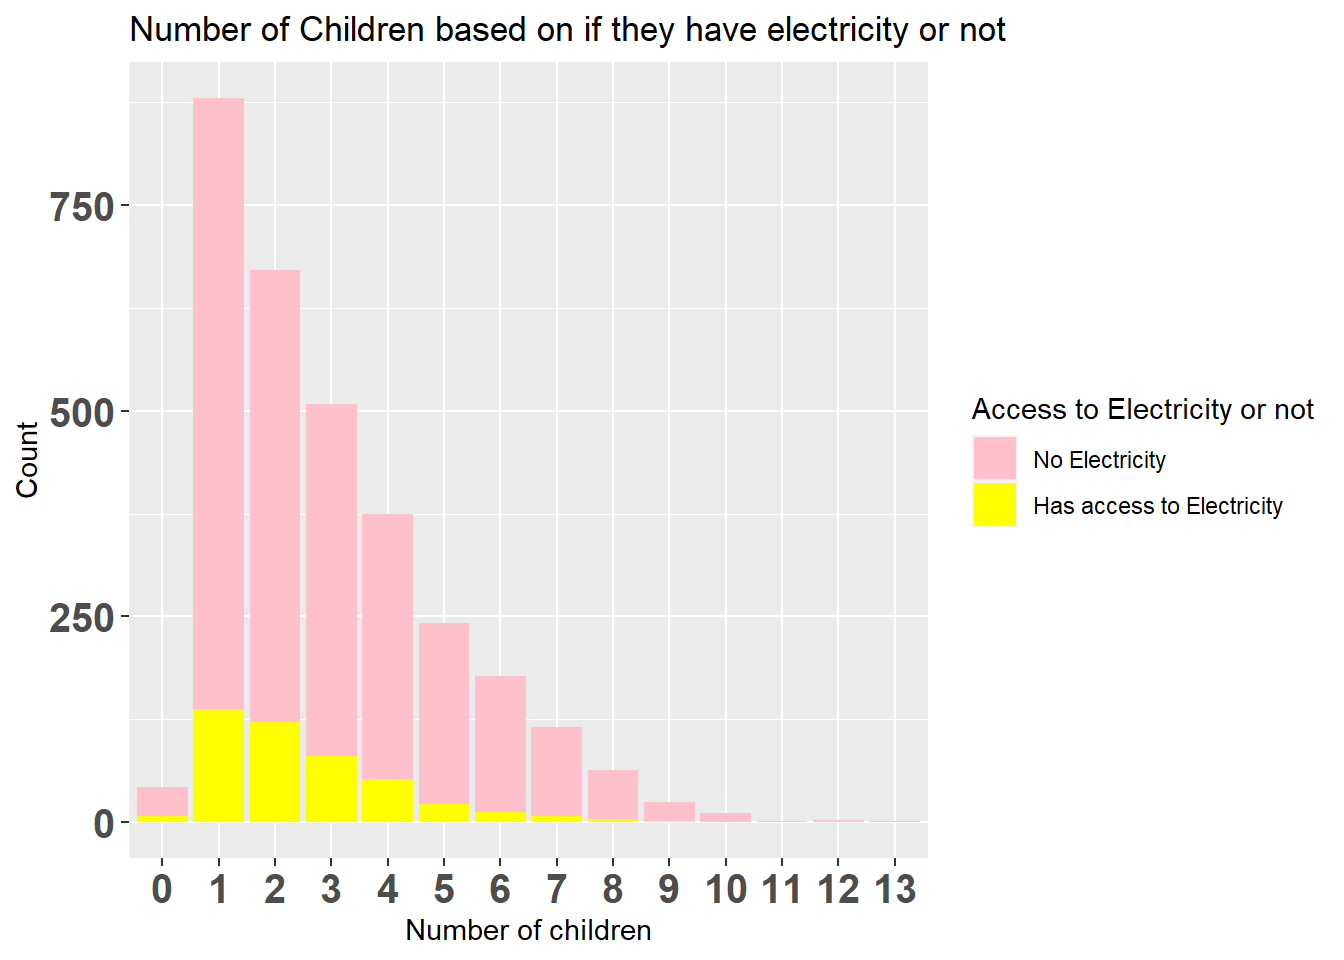 Number of Children based on if they have electricity or not
750
500
250
0
Count
0 1 2 3 4 5 6 7 8 9 10 11 12 13
Number of children
Access to Electricity or not
No Electricity
Has access to Electricity